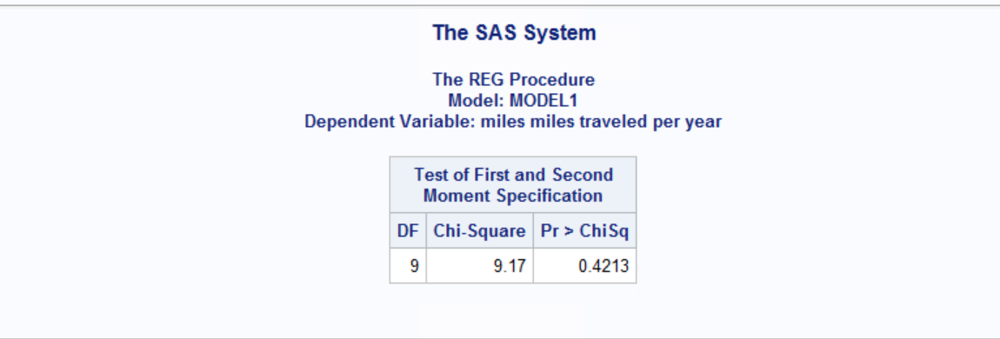 The SAS System
The REG Procedure
Model: MODEL1
Dependent Variable: miles miles traveled per year
Test of First and Second
Moment Specification
DF Chi-Square Pr > ChiSq
9 9.17 0.4213